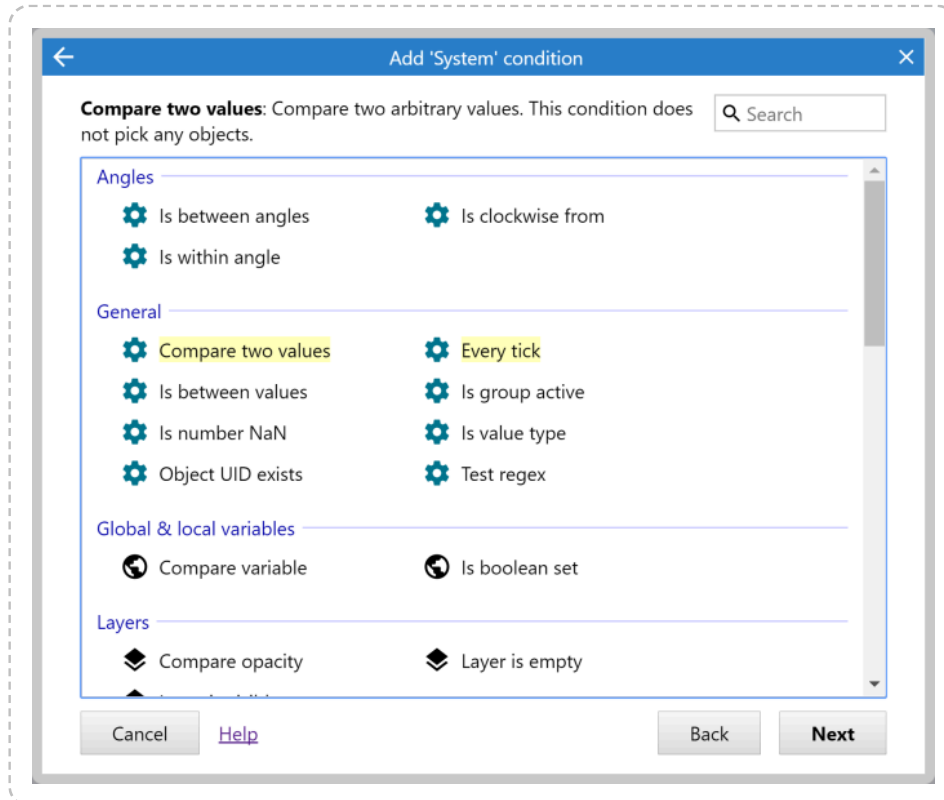 Add 'System' condition
Compare two values: Compare two arbitrary values. This condition does
not pick any objects.
Search
Angles
Is between angles
Is clockwise from
Is within angle
General
Compare two values
Every tick
Is between values
Is group active
Is number NaN
Is value type
Object UID exists
Test regex
Global & local variables
Compare variable
Is boolean set
Layers
Compare opacity
Layer is empty
Cancel
Help
Back
Next